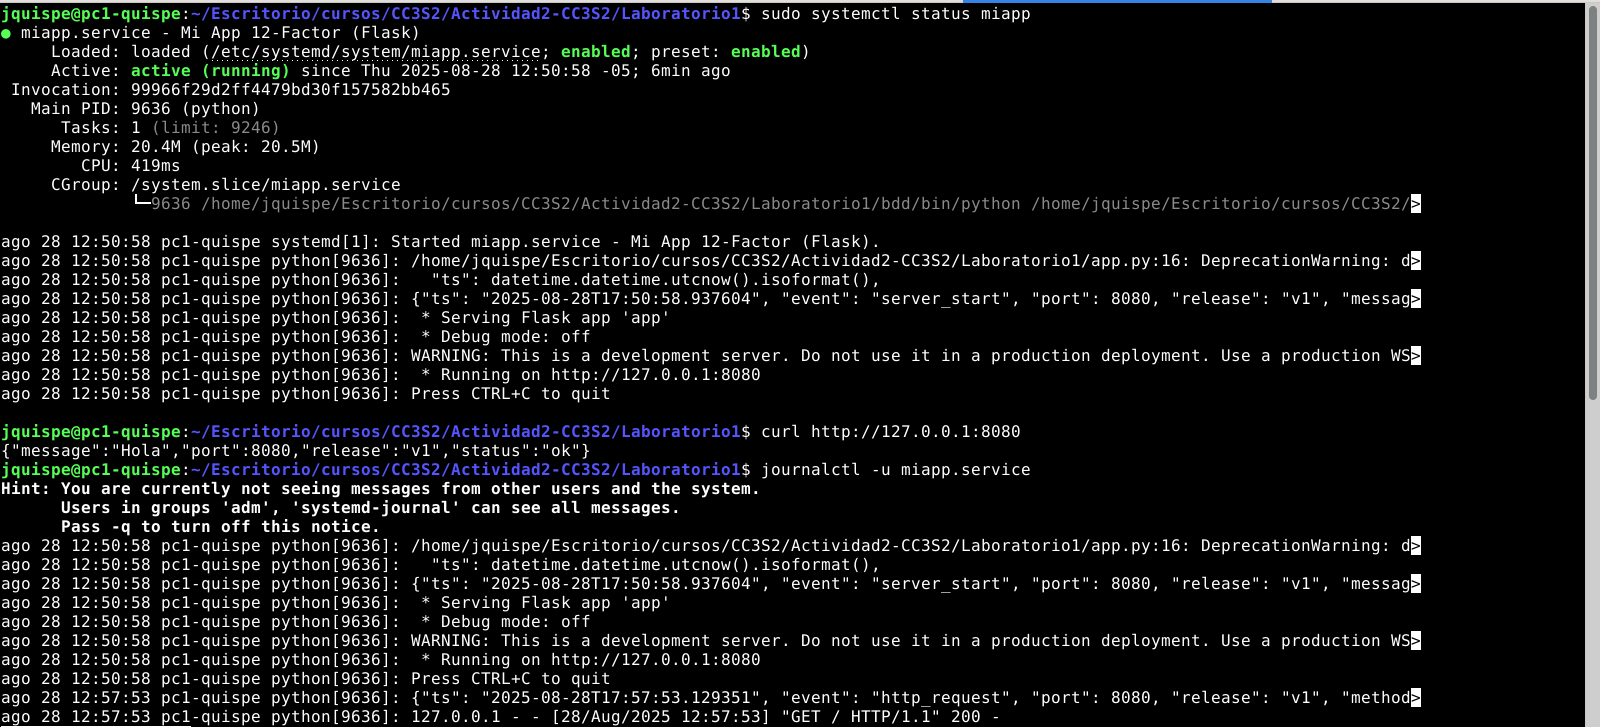 jquispe@pc1-quispe:~/Escritorio/cursos/CC3S2/Actividad2-CC3S2/Laboratorio1$ sudo systemctl status miapp
● miapp.service - Mi App 12-Factor (Flask)
     Loaded: loaded (/etc/systemd/system/miapp.service; enabled; preset: enabled)
     Active: active (running) since Thu 2025-08-28 12:50:58 -05; 6min ago
 Invocation: 99966f29d2ff4479bd30f157582bb465
   Main PID: 9636 (python)
      Tasks: 1 (limit: 9246)
     Memory: 20.4M (peak: 20.5M)
        CPU: 419ms
     CGroup: /system.slice/miapp.service
             └─9636 /home/jquispe/Escritorio/cursos/CC3S2/Actividad2-CC3S2/Laboratorio1/bdd/bin/python /home/jquispe/Escritorio/cursos/CC3S2/>
ago 28 12:50:58 pc1-quispe systemd[1]: Started miapp.service - Mi App 12-Factor (Flask).
ago 28 12:50:58 pc1-quispe python[9636]: /home/jquispe/Escritorio/cursos/CC3S2/Actividad2-CC3S2/Laboratorio1/app.py:16: DeprecationWarning: d>
ago 28 12:50:58 pc1-quispe python[9636]:   "ts": datetime.datetime.utcnow().isoformat(),
ago 28 12:50:58 pc1-quispe python[9636]: {"ts": "2025-08-28T17:50:58.937604", "event": "server_start", "port": 8080, "release": "v1", "messag>
ago 28 12:50:58 pc1-quispe python[9636]:  * Serving Flask app 'app'
ago 28 12:50:58 pc1-quispe python[9636]:  * Debug mode: off
ago 28 12:50:58 pc1-quispe python[9636]: WARNING: This is a development server. Do not use it in a production deployment. Use a production WS>
ago 28 12:50:58 pc1-quispe python[9636]:  * Running on http://127.0.0.1:8080
ago 28 12:50:58 pc1-quispe python[9636]: Press CTRL+C to quit
jquispe@pc1-quispe:~/Escritorio/cursos/CC3S2/Actividad2-CC3S2/Laboratorio1$ curl http://127.0.0.1:8080
{"message":"Hola","port":8080,"release":"v1","status":"ok"}
jquispe@pc1-quispe:~/Escritorio/cursos/CC3S2/Actividad2-CC3S2/Laboratorio1$ journalctl -u miapp.service
Hint: You are currently not seeing messages from other users and the system.
      Users in groups 'adm', 'systemd-journal' can see all messages.
      Pass -q to turn off this notice.
ago 28 12:50:58 pc1-quispe python[9636]: /home/jquispe/Escritorio/cursos/CC3S2/Actividad2-CC3S2/Laboratorio1/app.py:16: DeprecationWarning: d>
ago 28 12:50:58 pc1-quispe python[9636]:   "ts": datetime.datetime.utcnow().isoformat(),
ago 28 12:50:58 pc1-quispe python[9636]: {"ts": "2025-08-28T17:50:58.937604", "event": "server_start", "port": 8080, "release": "v1", "messag>
ago 28 12:50:58 pc1-quispe python[9636]:  * Serving Flask app 'app'
ago 28 12:50:58 pc1-quispe python[9636]:  * Debug mode: off
ago 28 12:50:58 pc1-quispe python[9636]: WARNING: This is a development server. Do not use it in a production deployment. Use a production WS>
ago 28 12:50:58 pc1-quispe python[9636]:  * Running on http://127.0.0.1:8080
ago 28 12:50:58 pc1-quispe python[9636]: Press CTRL+C to quit
ago 28 12:57:53 pc1-quispe python[9636]: {"ts": "2025-08-28T17:57:53.129351", "event": "http_request", "port": 8080, "release": "v1", "method>
ago 28 12:57:53 pc1-quispe python[9636]: 127.0.0.1 - - [28/Aug/2025 12:57:53] "GET / HTTP/1.1" 200 -